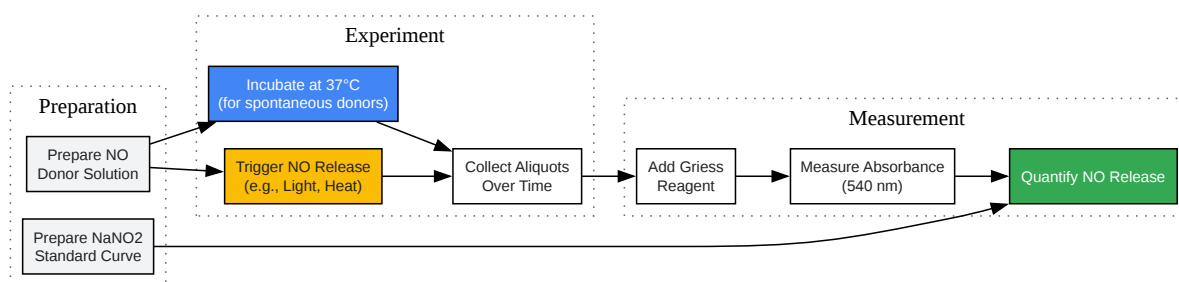 Preparation
Prepare NO
Donor Solution
Prepare NaNO2
Standard Curve
Experiment
Incubate at 37°C
(for spontaneous donors)
Trigger NO Release
(e.g., Light, Heat)
Collect Aliquots
Over Time
Measurement
Add Griess
Reagent
Measure Absorbance
(540 nm)
Quantify NO Release